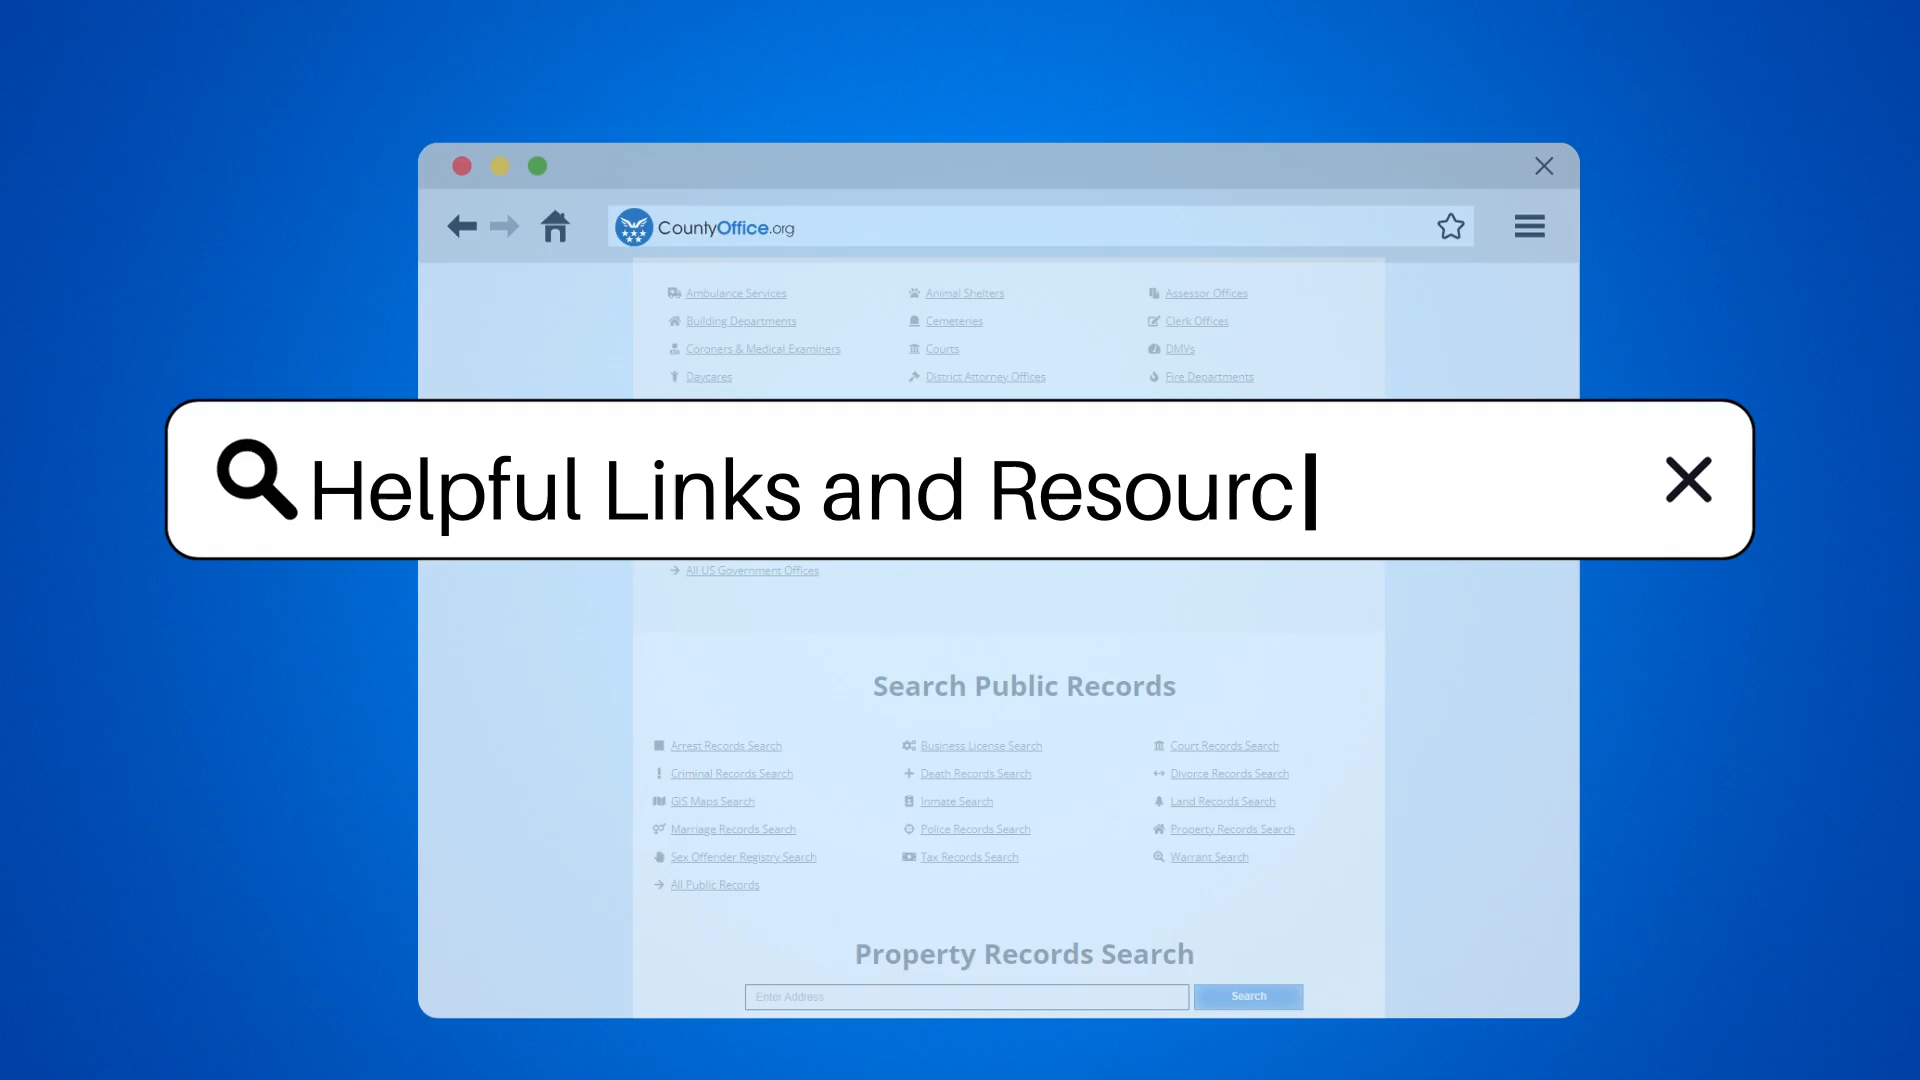 CountyOffice.org
Ambulance Services Animal Shelters Assessor Offices
Building Departments Cemeteries Clerk Offices
Coroners & Medical Examiners Courts DMVs
Daycares District Attorney Offices Fire Departments
Helpful Links and Resourc
All US Government Offices
Search Public Records
Arrest Records Search Business License Search Court Records Search
Criminal Records Search Death Records Search Divorce Records Search
GIS Maps Search Inmate Search Land Records Search
Marriage Records Search Police Records Search Property Records Search
Sex Offender Registry Search Tax Records Search Warrant Search
All Public Records
Property Records Search
Enter Address Search